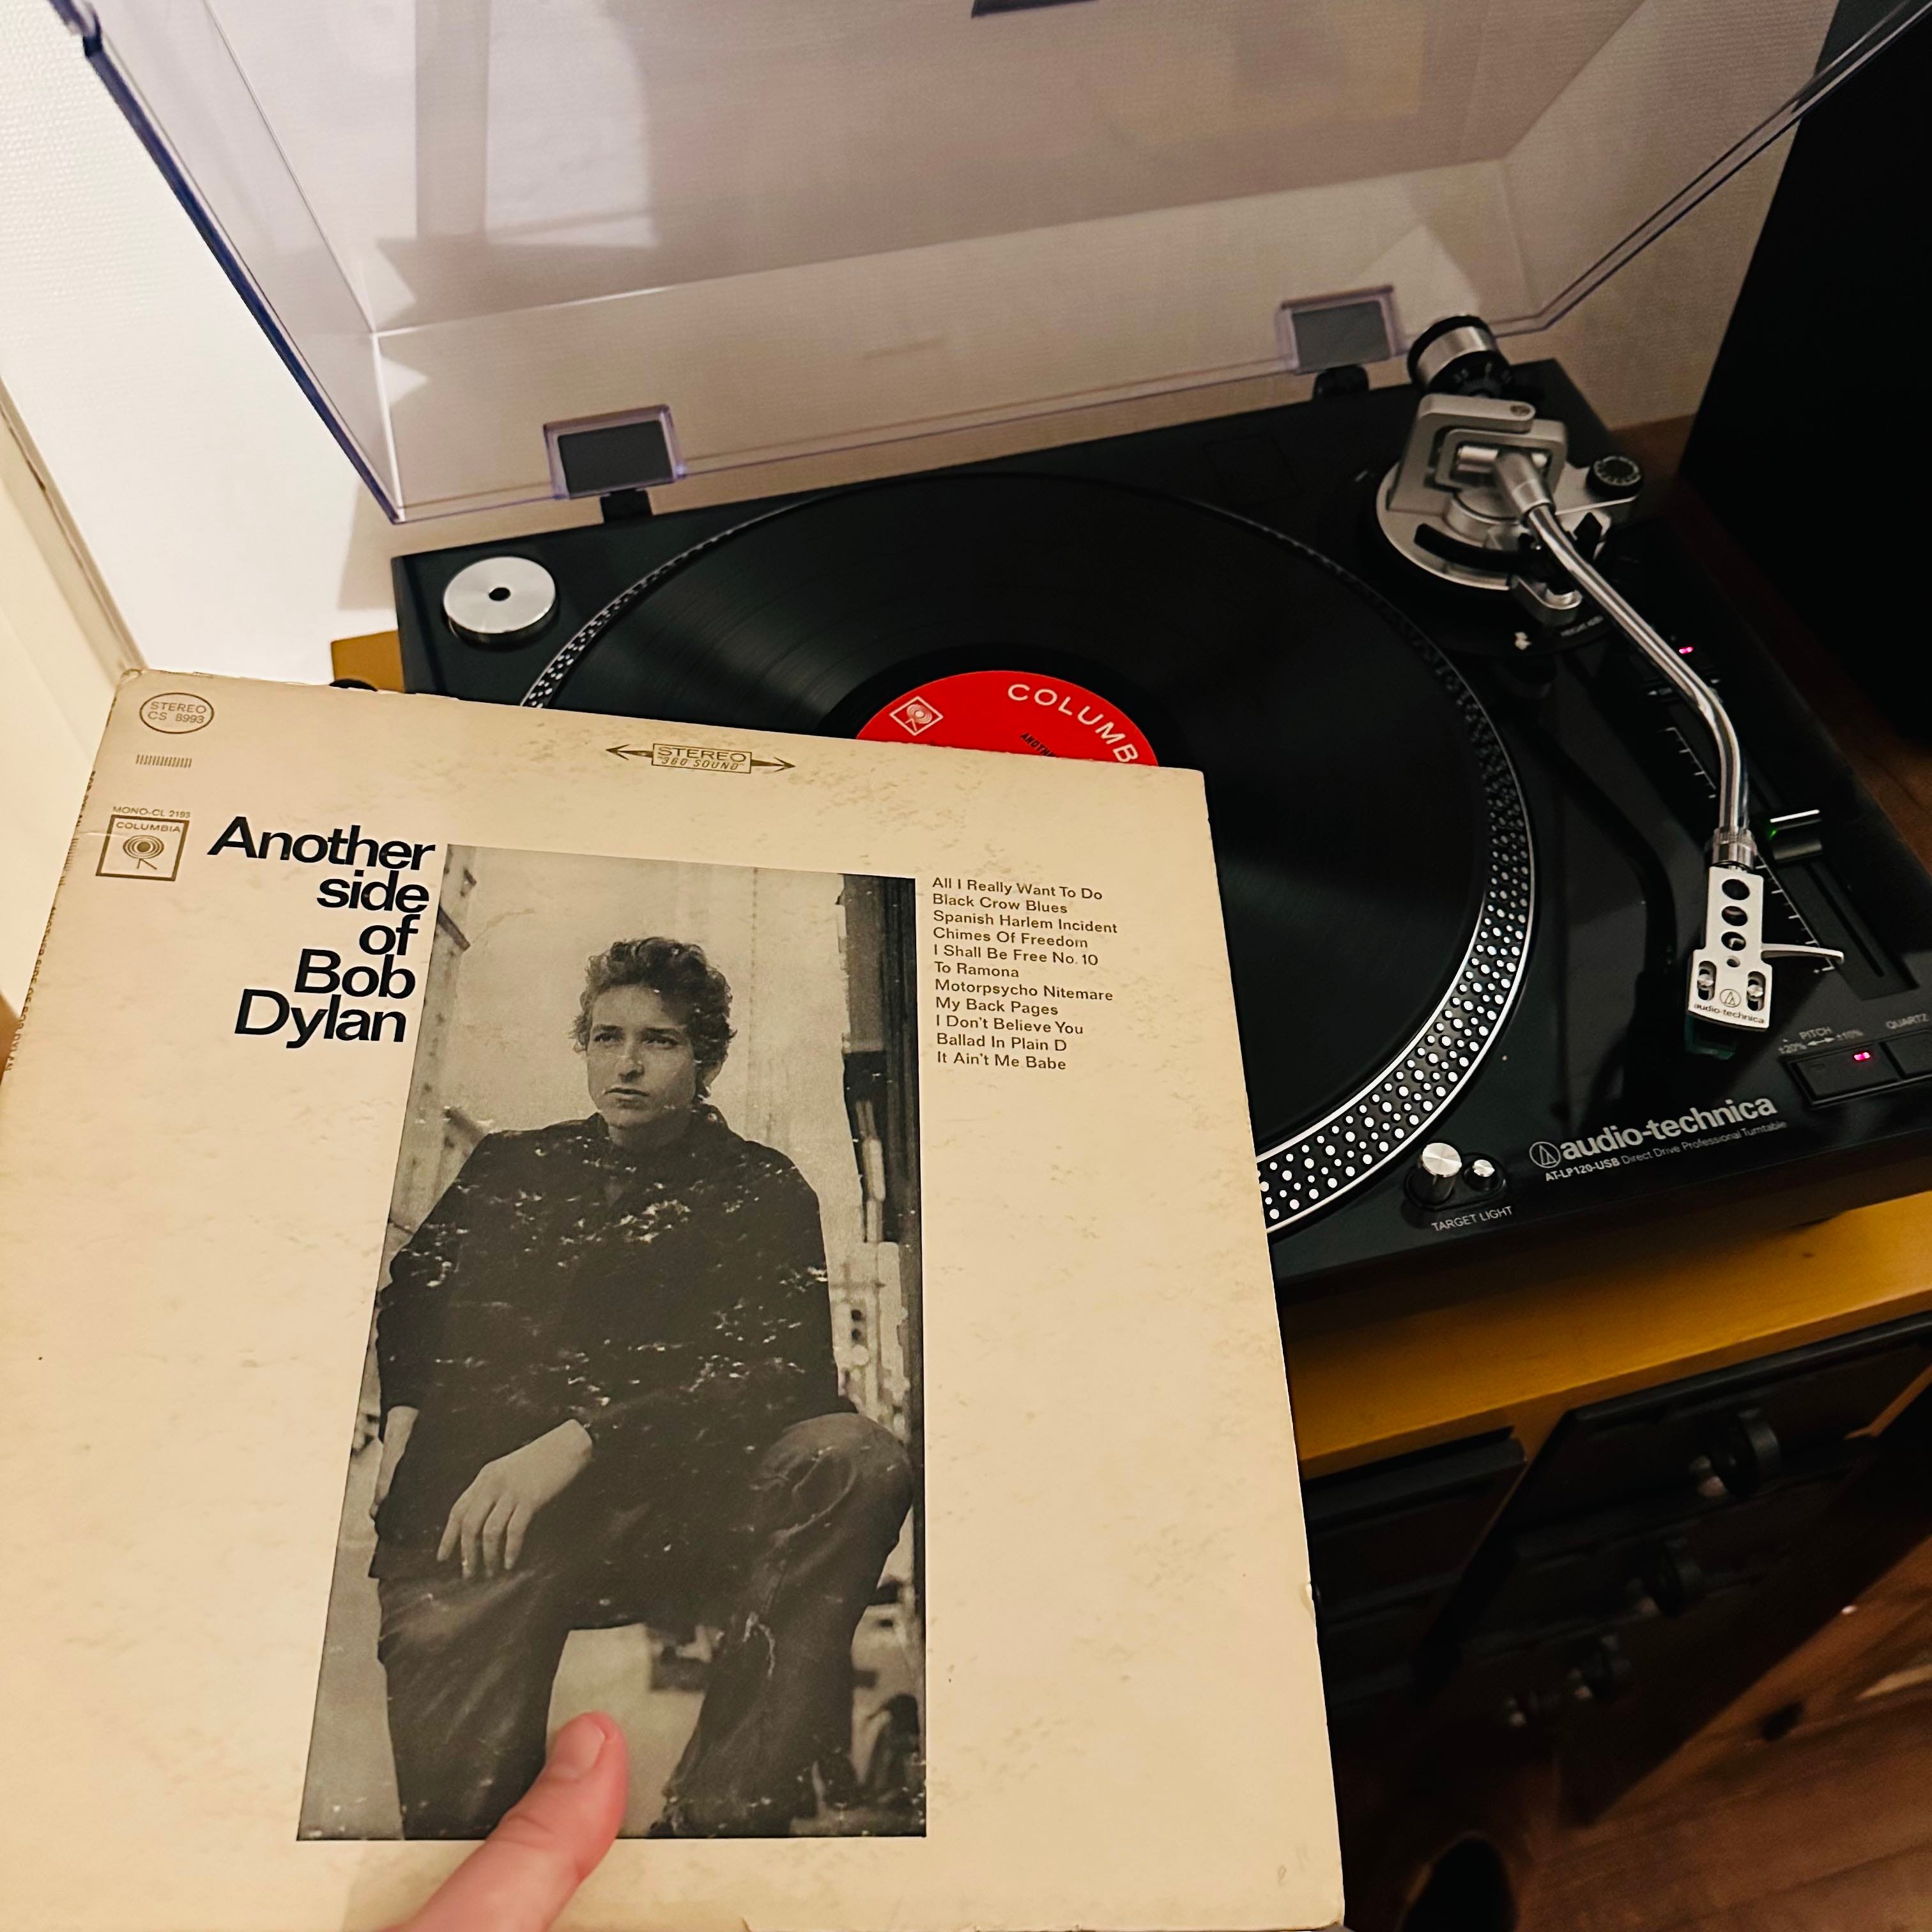 STEREO
CS 8993
STEREO
"360 SOUND"
MONO-CL 2193
COLUMBIA
Another
side
of
Bob
Dylan
All I Really Want To Do
Black Crow Blues
Spanish Harlem Incident
Chimes Of Freedom
I Shall Be Free No. 10
To Ramona
Motorpsycho Nitemare
My Back Pages
I Don't Believe You
Ballad In Plain D
It Ain't Me Babe
COLUMB
audio-technica
PITCH
±20% ±10%
QUARTZ
audio-technica
AT-LP120-USB Direct Drive Professional Turntable
TARGET LIGHT